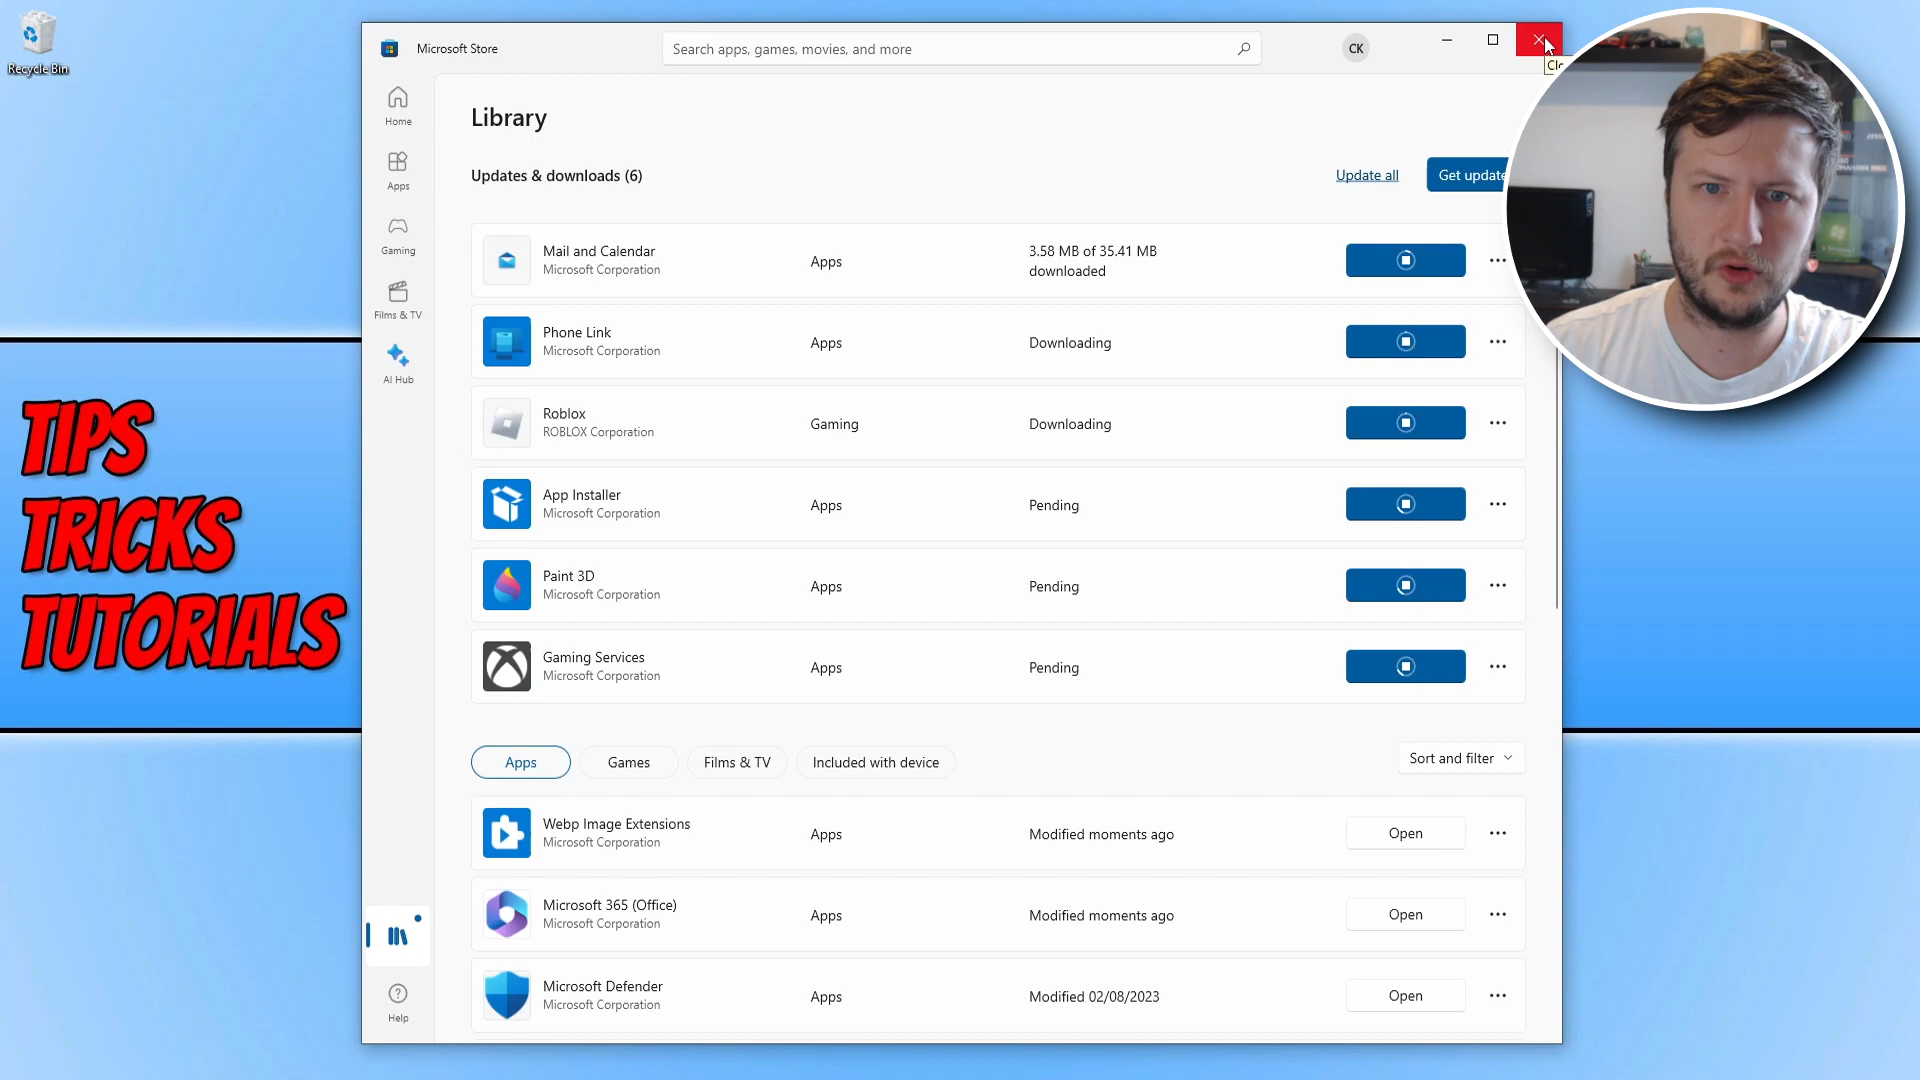 Recycle Bin
Microsoft Store
Search apps, games, movies, and more
CK
Clo
Home
Apps
Gaming
Films & TV
AI Hub
Help
Library
Updates & downloads (6)
Update all
Get update
Mail and Calendar
Microsoft Corporation
Apps
3.58 MB of 35.41 MB
downloaded
Phone Link
Microsoft Corporation
Apps
Downloading
Roblox
ROBLOX Corporation
Gaming
Downloading
App Installer
Microsoft Corporation
Apps
Pending
Paint 3D
Microsoft Corporation
Apps
Pending
Gaming Services
Microsoft Corporation
Apps
Pending
Apps
Games
Films & TV
Included with device
Sort and filter
Webp Image Extensions
Microsoft Corporation
Apps
Modified moments ago
Open
Microsoft 365 (Office)
Microsoft Corporation
Apps
Modified moments ago
Open
Microsoft Defender
Microsoft Corporation
Apps
Modified 02/08/2023
Open
TIPS
TRICKS
TUTORIALS